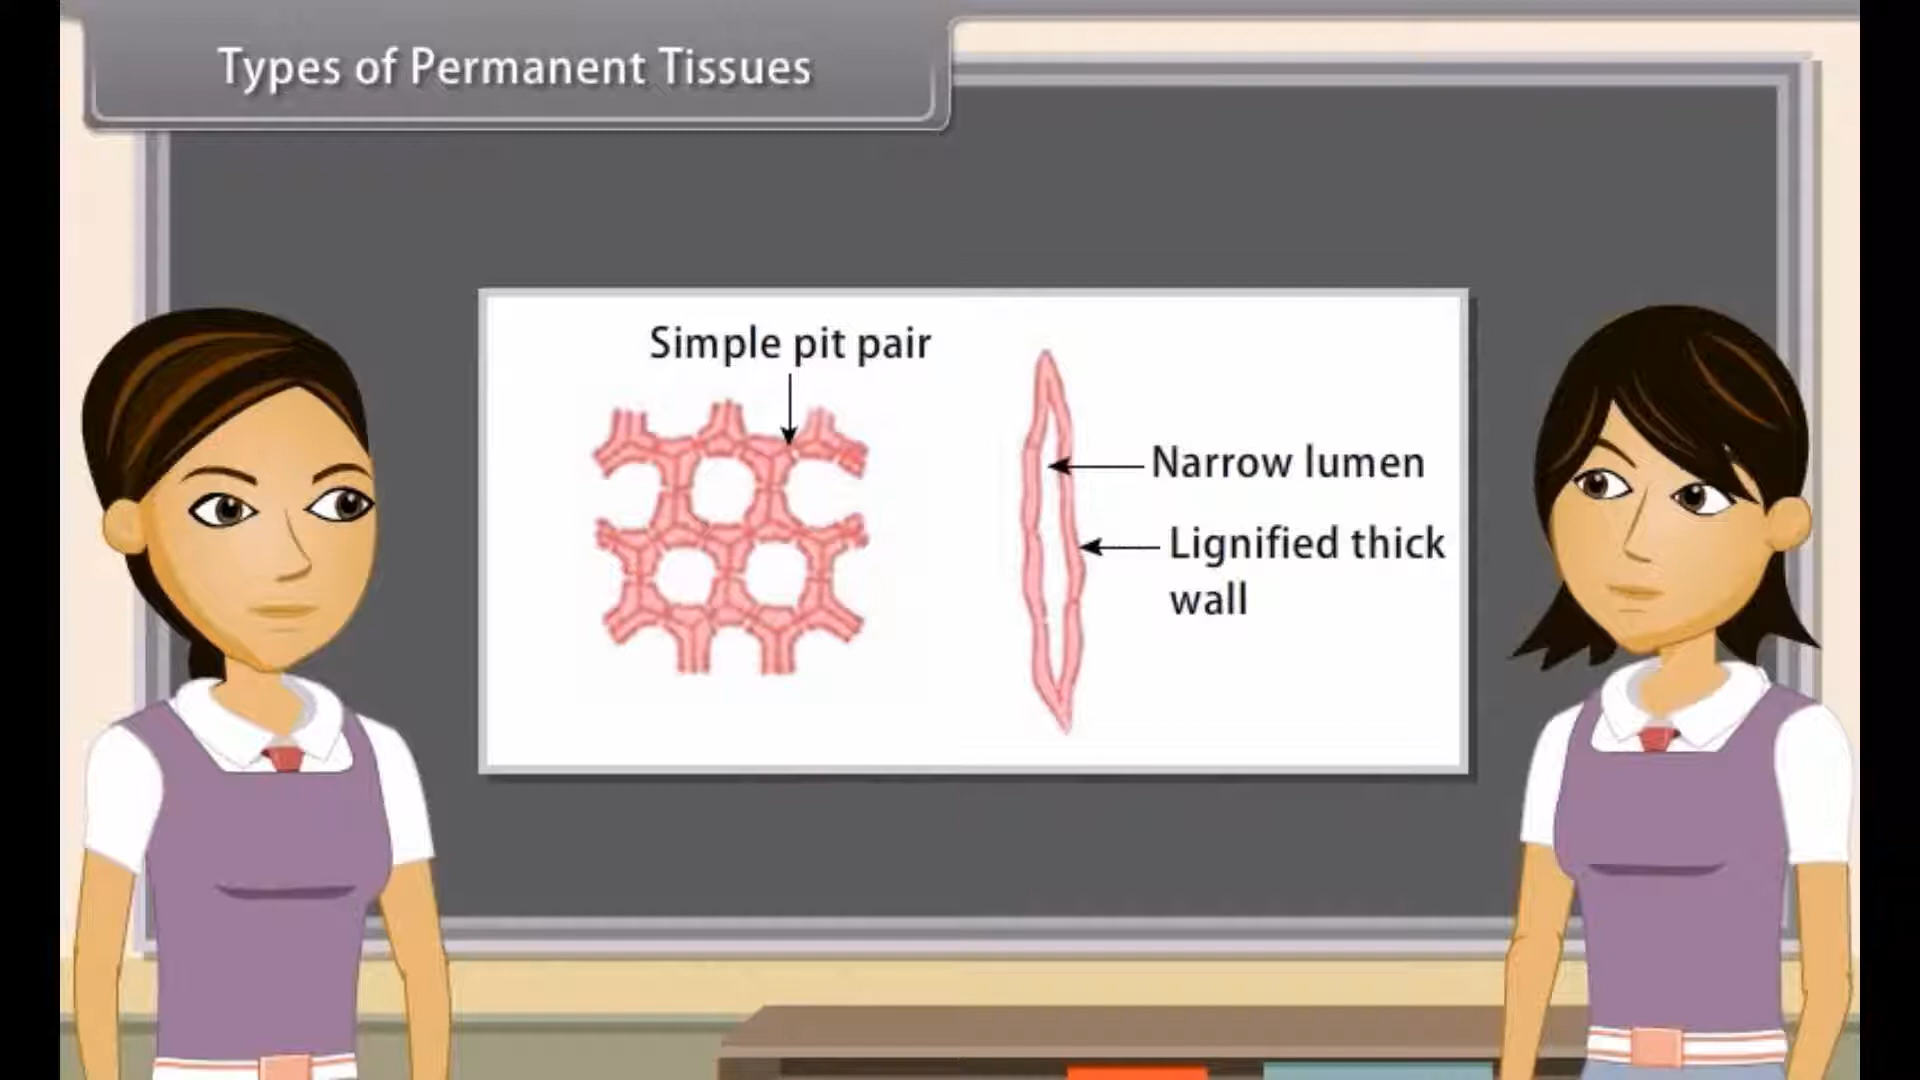 Types of Permanent Tissues
Simple pit pair
Narrow lumen
Lignified thick
wall